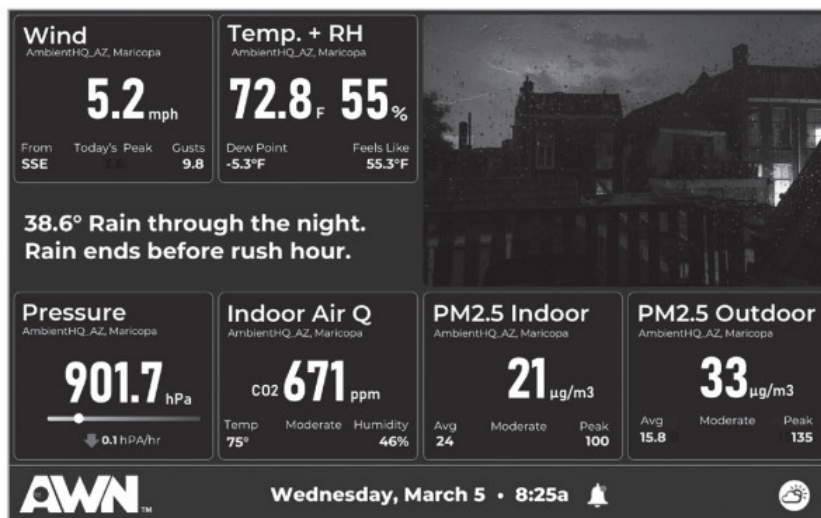 Wind
AmbientHQ_AZ, Maricopa
5.2 mph
From Today's Peak Gusts
SSE 9.8
Temp. + RH
AmbientHQ_AZ, Maricopa
72.8 F 55 %
Dew Point Feels Like
-5.3°F 55.3°F
38.6° Rain through the night.
Rain ends before rush hour.
Pressure
AmbientHQ_AZ, Maricopa
901.7 hPa
0.1 hPA/hr
Indoor Air Q
AmbientHQ_AZ, Maricopa
CO2 671 ppm
Temp Moderate Humidity
75° 46%
PM2.5 Indoor
AmbientHQ_AZ, Maricopa
21 µg/m3
Avg Moderate Peak
24 100
PM2.5 Outdoor
AmbientHQ_AZ, Maricopa
33 µg/m3
Avg Moderate Peak
15.8 135
AWN TM
Wednesday, March 5 • 8:25a